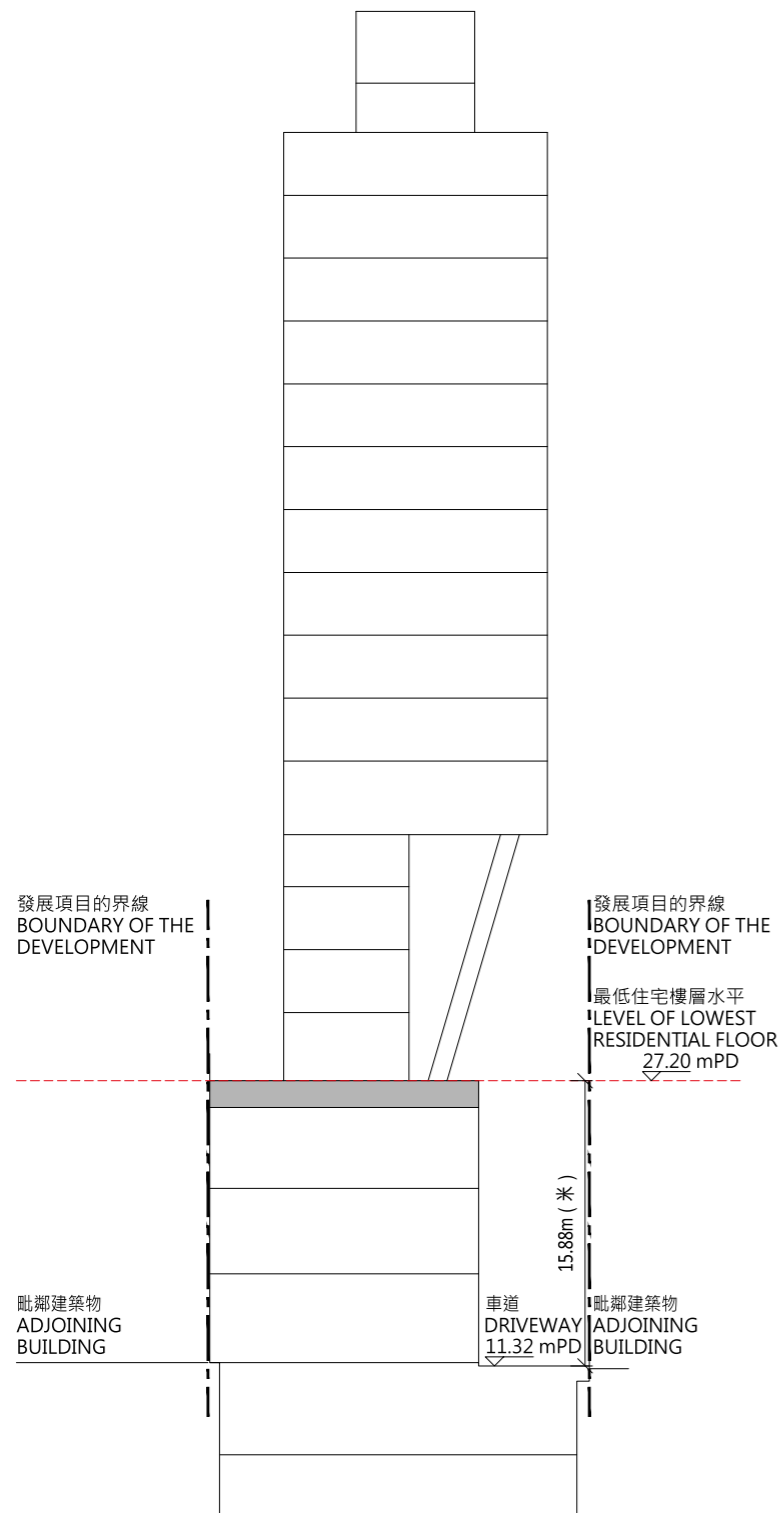 發展項目的界線
BOUNDARY OF THE
DEVELOPMENT
發展項目的界線
BOUNDARY OF THE
DEVELOPMENT
最低住宅樓層水平
LEVEL OF LOWEST
RESIDENTIAL FLOOR
27.20 mPD
15.88m ( 米 )
毗鄰建築物
ADJOINING
BUILDING
車道
DRIVEWAY
11.32 mPD
毗鄰建築物
ADJOINING
BUILDING